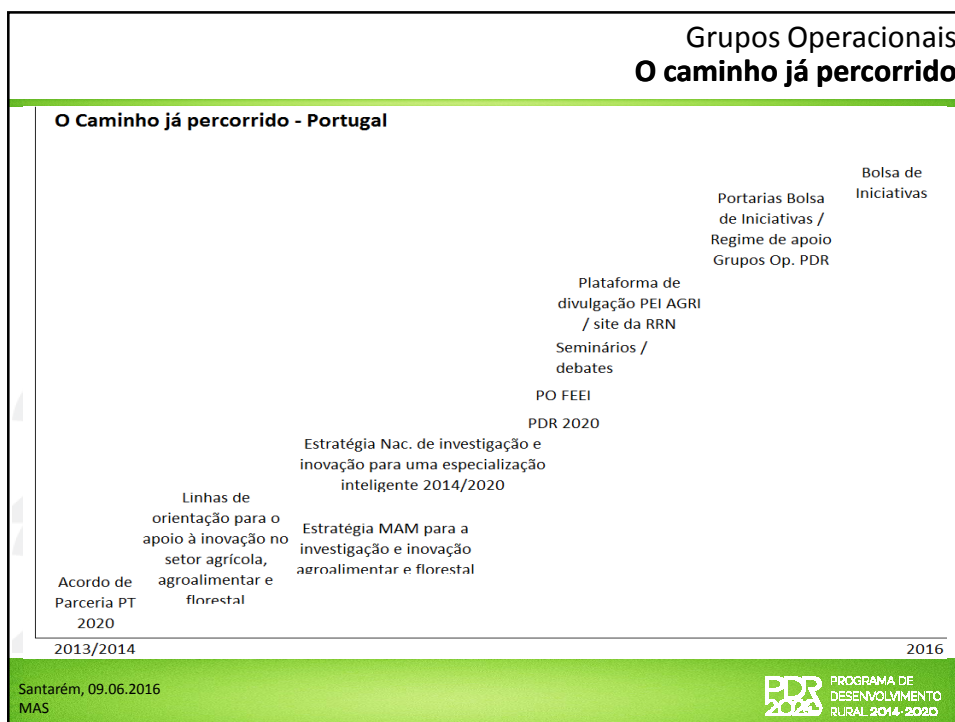 Grupos Operacionais
O caminho já percorrido
O Caminho já percorrido - Portugal
Bolsa de
Iniciativas
Portarias Bolsa
de Iniciativas /
Regime de apoio
Grupos Op. PDR
Plataforma de
divulgação PEI AGRI
/ site da RRN
Seminários /
debates
PO FEEI
PDR 2020
Estratégia Nac. de investigação e
inovação para uma especialização
inteligente 2014/2020
Linhas de
orientação para o
apoio à inovação no
setor agrícola,
agroalimentar e
florestal
Estratégia MAM para a
investigação e inovação
agroalimentar e florestal
Acordo de
Parceria PT
2020
2013/2014
2016
Santarém, 09.06.2016
MAS
PDR
2020
PROGRAMA DE
DESENVOLVIMENTO
RURAL 2014·2020